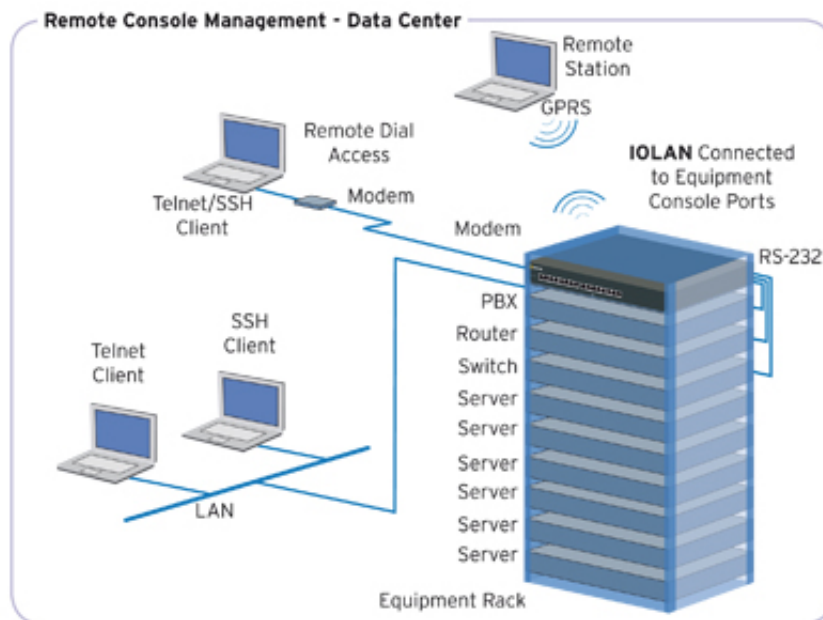 Remote Console Management - Data Center
Remote
Station
GPRS
Remote Dial
Access
Modem
Telnet/SSH
Client
IOLAN Connected
to Equipment
Console Ports
Modem
RS-232
PBX
Router
Switch
Server
Server
Server
Server
Server
Server
SSH
Client
Telnet
Client
LAN
Equipment Rack